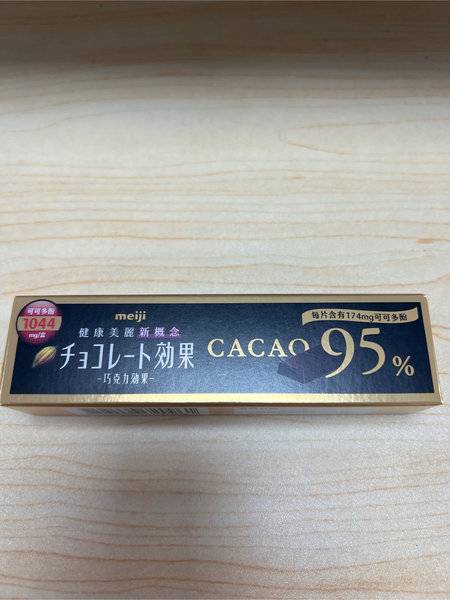 可可多酚
1044
mg/盒
meiji
健康美麗新概念
チョコレート効果
-巧克力効果-
CACAO
每片含有174mg可可多酚
95%